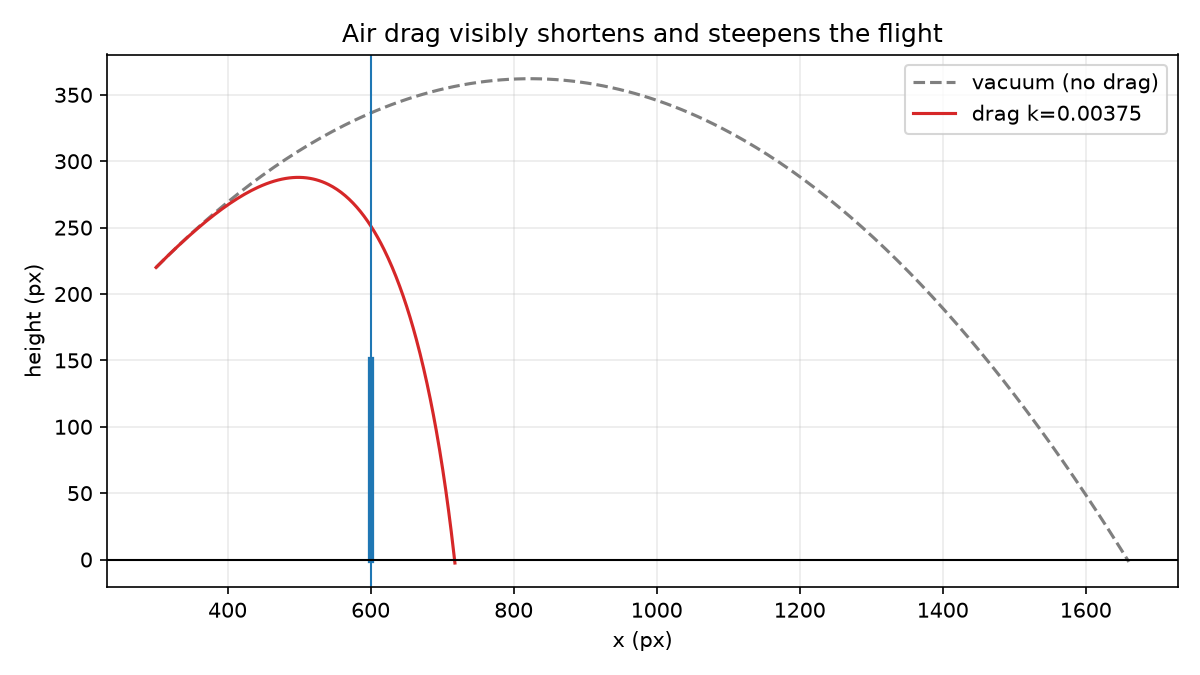 Air drag visibly shortens and steepens the flight
vacuum (no drag)
drag k=0.00375
height (px)
350
300
250
200
150
100
50
0
400 600 800 1000 1200 1400 1600
x (px)